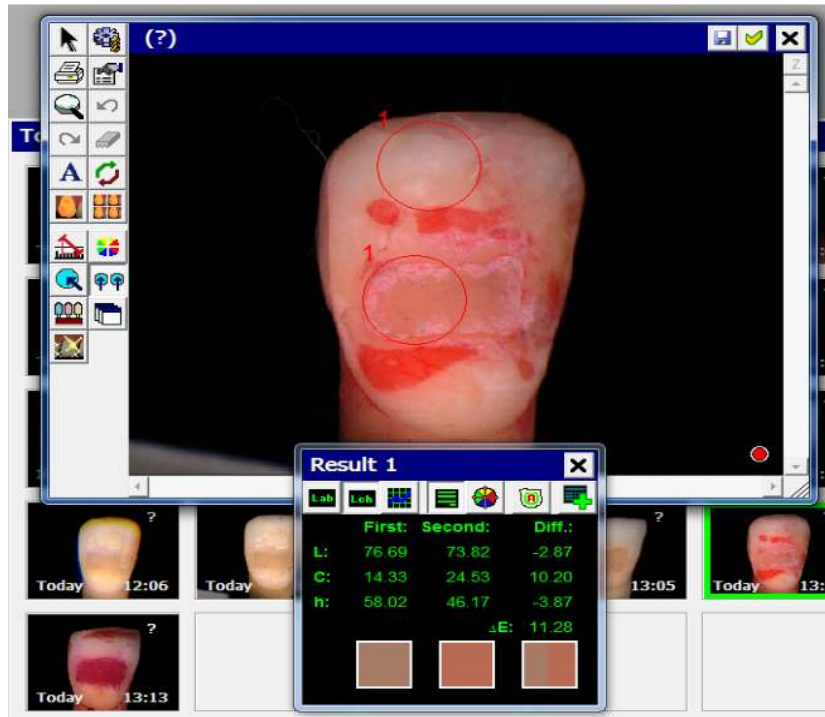 (?)
Z
To
A
1
1
Result 1
Lab Lch
First: Second: Diff.:
L: 76.69 73.82 -2.87
C: 14.33 24.53 10.20
h: 58.02 46.17 -3.87
ΔE: 11.28
?
Today 12:06
Today
?
13:05
?
Today 13:
?
Today 13:13